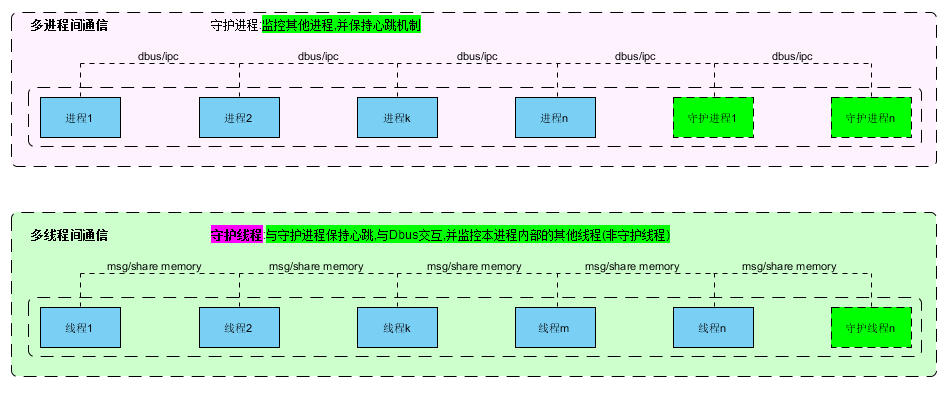 多进程间通信
守护进程:监控其他进程,并保持心跳机制
dbus/ipc
dbus/ipc
dbus/ipc
dbus/ipc
dbus/ipc
进程1
进程2
进程k
进程n
守护进程1
守护进程n
多线程间通信
守护线程:与守护进程保持心跳,与Dbus交互,并监控本进程内部的其他线程(非守护线程)
msg/share memory
msg/share memory
msg/share memory
msg/share memory
msg/share memory
线程1
线程2
线程k
线程m
线程n
守护线程n